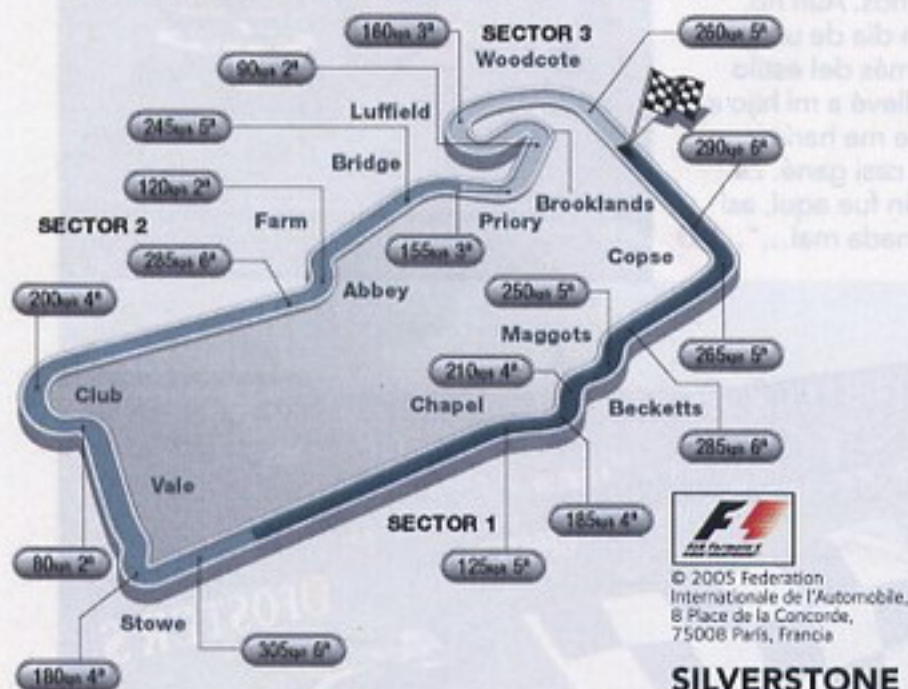 160kph 3ª
SECTOR 3
260kph 5ª
Woodcote
90kph 2ª
Luffield
245kph 5ª
290kph 6ª
Bridge
120kph 2ª
Brooklands
Priory
Farm
SECTOR 2
155kph 3ª
Copse
285kph 6ª
Abbey
250kph 5ª
200kph 4ª
Maggots
265kph 5ª
210kph 4ª
Club
Chapel
Becketts
285kph 6ª
Vale
SECTOR 1
185kph 4ª
F1
80kph 2ª
125kph 5ª
© 2005 Federation
Internationale de l'Automobile,
8 Place de la Concorde,
75008 París, Francia
Stowe
305kph 6ª
180kph 4ª
SILVERSTONE